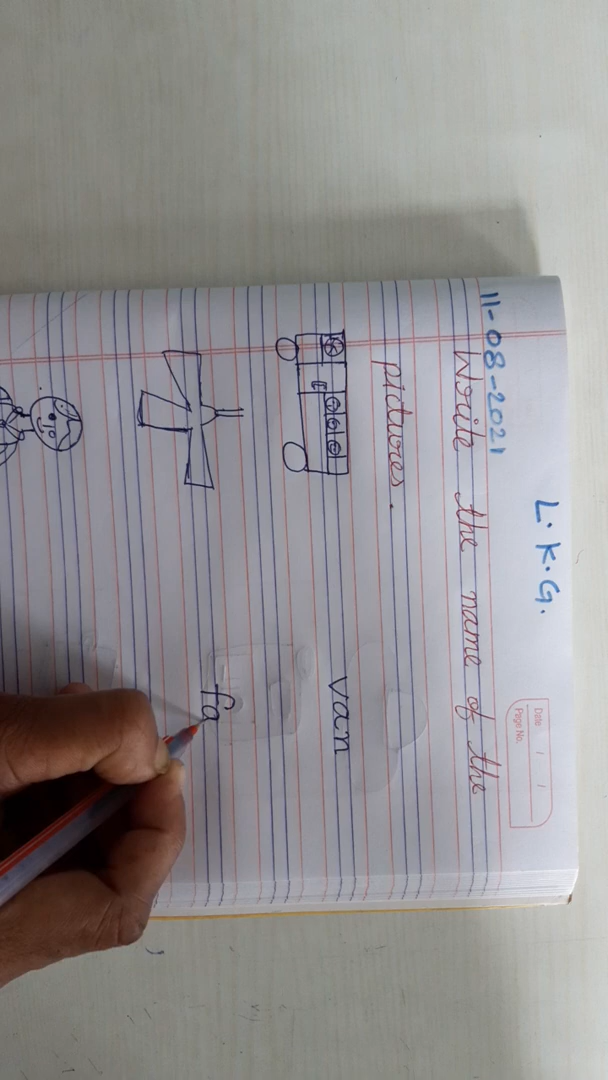 L.K.G.
Date / /
Page No.
11-08-2021
Write the name of the
pictures.
van
fa